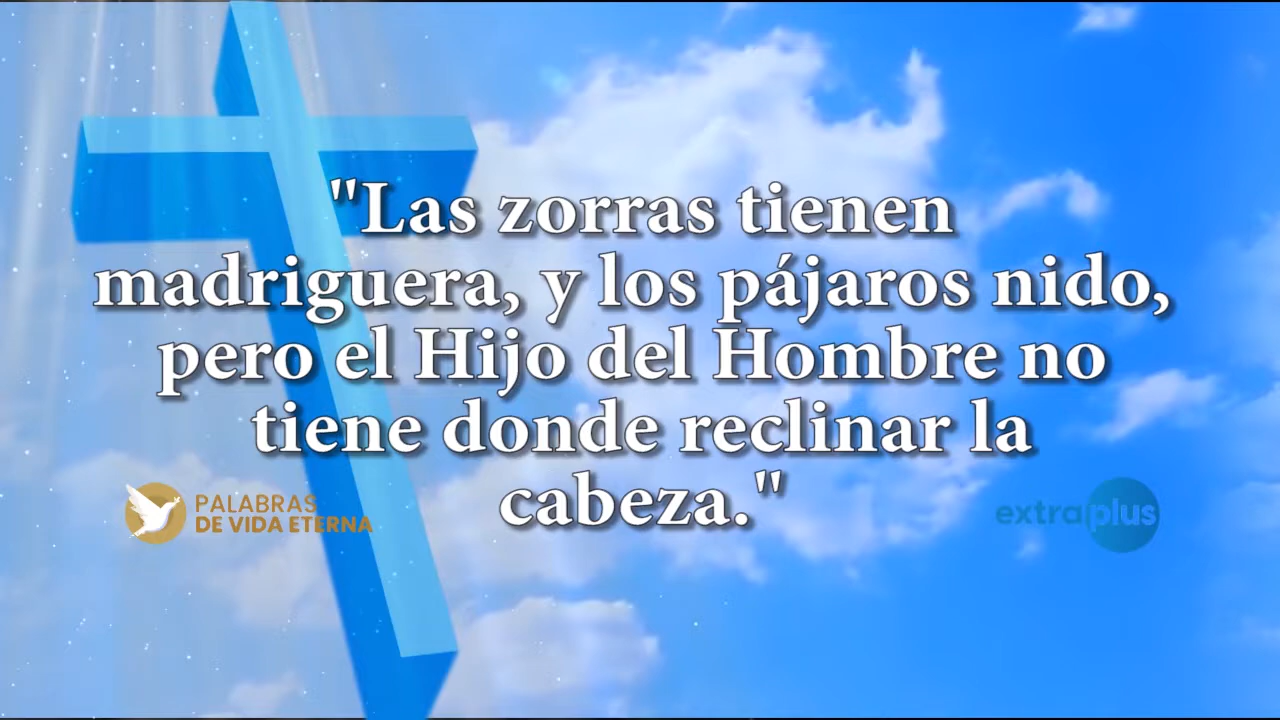 "Las zorras tienen
madriguera, y los pájaros nido,
pero el Hijo del Hombre no
tiene donde reclinar la
cabeza."
PALABRAS
DE VIDA ETERNA
extraplus